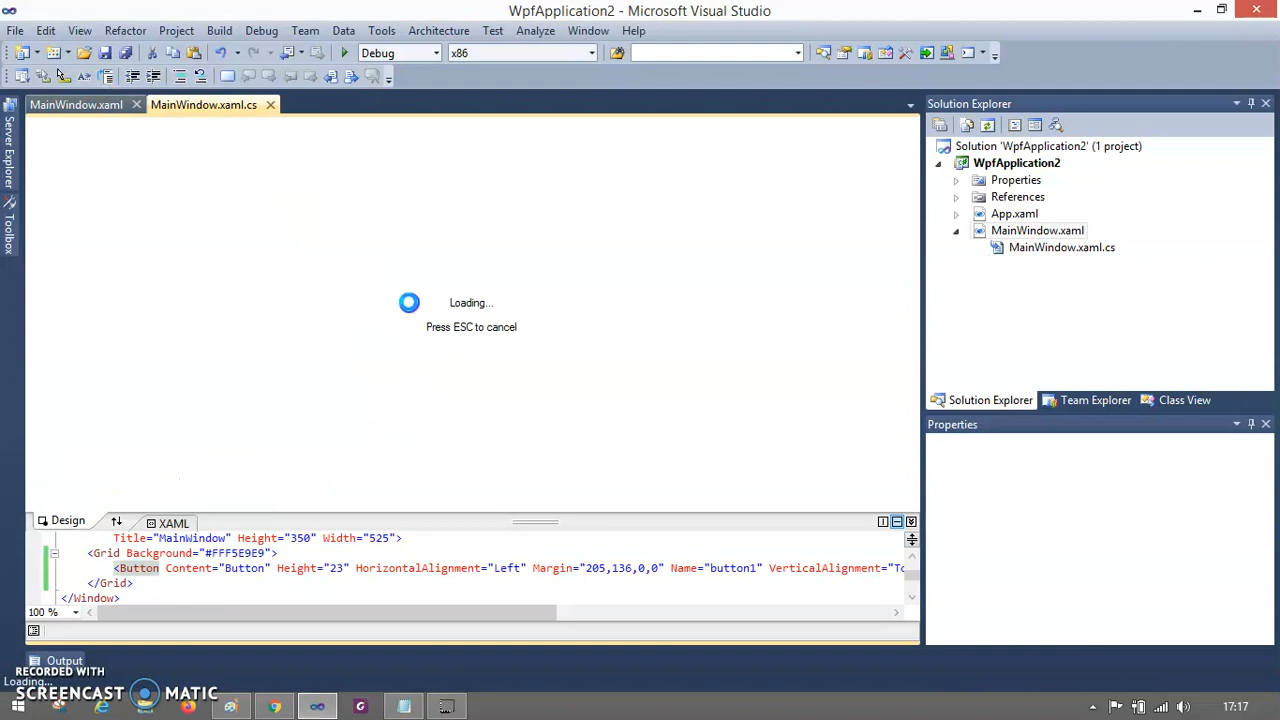 WpfApplication2 - Microsoft Visual Studio
File Edit View Refactor Project Build Debug Team Data Tools Architecture Test Analyze Window Help
Debug x86
MainWindow.xaml MainWindow.xaml.cs
Server Explorer
Toolbox
Loading...
Press ESC to cancel
Design XAML
Title="MainWindow" Height="350" Width="525">
<Grid Background="#FFF5E9E9">
<Button Content="Button" Height="23" HorizontalAlignment="Left" Margin="205,136,0,0" Name="button1" VerticalAlignment="To
</Grid>
</Window>
100 %
Solution Explorer
Solution 'WpfApplication2' (1 project)
WpfApplication2
Properties
References
App.xaml
MainWindow.xaml
MainWindow.xaml.cs
Solution Explorer Team Explorer Class View
Properties
Output
Loading...
RECORDED WITH
SCREENCAST MATIC
17:17